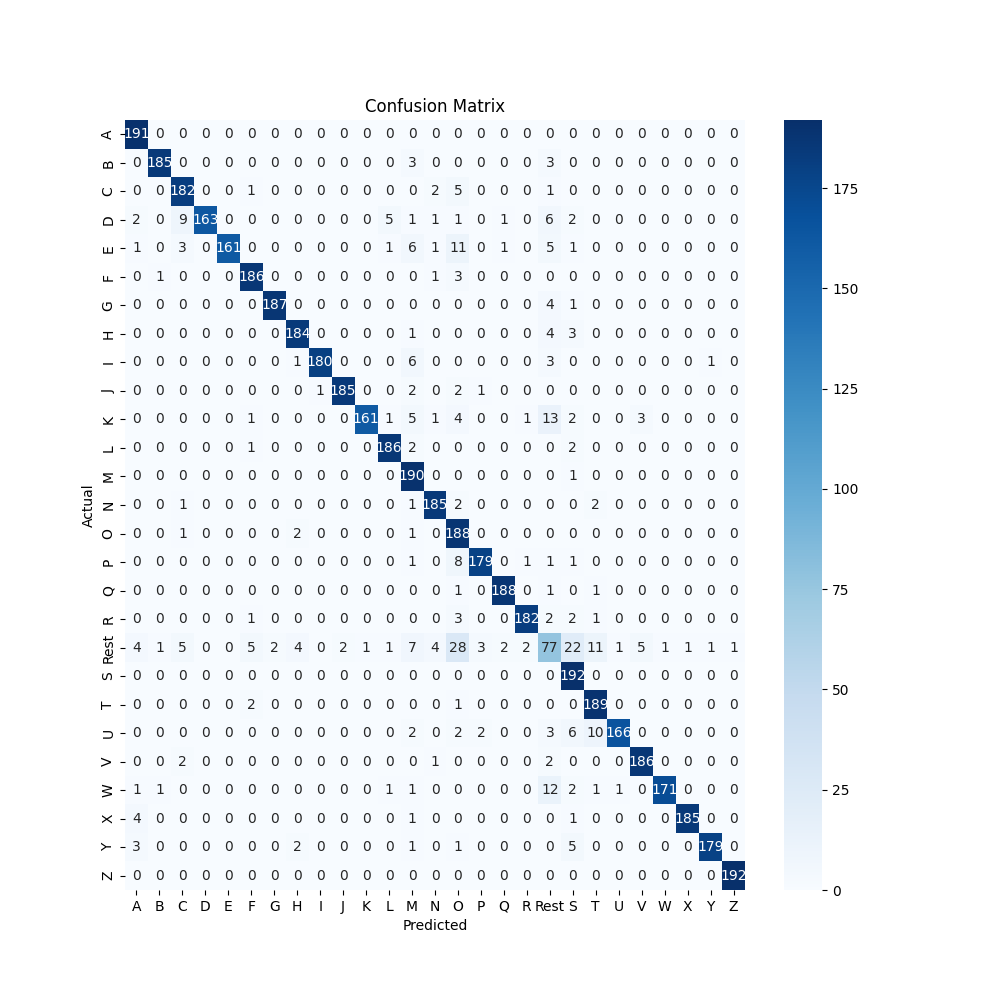 Confusion Matrix
A 191 0 0 0 0 0 0 0 0 0 0 0 0 0 0 0 0 0 0 0 0 0 0 0 0 0 0
B 0 185 0 0 0 0 0 0 0 0 0 0 3 0 0 0 0 0 3 0 0 0 0 0 0 0 0
C 0 0 182 0 0 1 0 0 0 0 0 0 0 2 5 0 0 0 1 0 0 0 0 0 0 0 0
D 2 0 9 163 0 0 0 0 0 0 0 5 1 1 1 0 1 0 6 2 0 0 0 0 0 0 0
E 1 0 3 0 161 0 0 0 0 0 0 1 6 1 11 0 1 0 5 1 0 0 0 0 0 0 0
F 0 1 0 0 0 186 0 0 0 0 0 0 0 1 3 0 0 0 0 0 0 0 0 0 0 0 0
G 0 0 0 0 0 0 187 0 0 0 0 0 0 0 0 0 0 0 4 1 0 0 0 0 0 0 0
H 0 0 0 0 0 0 0 184 0 0 0 0 1 0 0 0 0 0 4 3 0 0 0 0 0 0 0
I 0 0 0 0 0 0 0 1 180 0 0 0 6 0 0 0 0 0 3 0 0 0 0 0 0 1 0
J 0 0 0 0 0 0 0 0 1 185 0 0 2 0 2 1 0 0 0 0 0 0 0 0 0 0 0
K 0 0 0 0 0 1 0 0 0 0 161 1 5 1 4 0 0 1 13 2 0 0 3 0 0 0 0
L 0 0 0 0 0 1 0 0 0 0 0 186 2 0 0 0 0 0 0 2 0 0 0 0 0 0 0
M 0 0 0 0 0 0 0 0 0 0 0 0 190 0 0 0 0 0 0 1 0 0 0 0 0 0 0
N 0 0 1 0 0 0 0 0 0 0 0 0 1 185 2 0 0 0 0 0 2 0 0 0 0 0 0
O 0 0 1 0 0 0 0 2 0 0 0 0 1 0 188 0 0 0 0 0 0 0 0 0 0 0 0
P 0 0 0 0 0 0 0 0 0 0 0 0 1 0 8 179 0 1 1 1 0 0 0 0 0 0 0
Q 0 0 0 0 0 0 0 0 0 0 0 0 0 0 1 0 188 0 1 0 1 0 0 0 0 0 0
R 0 0 0 0 0 1 0 0 0 0 0 0 0 0 3 0 0 182 2 2 1 0 0 0 0 0 0
Rest 4 1 5 0 0 5 2 4 0 2 1 1 7 4 28 3 2 2 77 22 11 1 5 1 1 1 1
S 0 0 0 0 0 0 0 0 0 0 0 0 0 0 0 0 0 0 0 192 0 0 0 0 0 0 0
T 0 0 0 0 0 2 0 0 0 0 0 0 0 0 1 0 0 0 0 0 189 0 0 0 0 0 0
U 0 0 0 0 0 0 0 0 0 0 0 0 2 0 2 2 0 0 3 6 10 166 0 0 0 0 0
V 0 0 2 0 0 0 0 0 0 0 0 0 0 1 0 0 0 0 2 0 0 0 186 0 0 0 0
W 1 1 0 0 0 0 0 0 0 0 0 1 1 0 0 0 0 0 12 2 1 1 0 171 0 0 0
X 4 0 0 0 0 0 0 0 0 0 0 0 1 0 0 0 0 0 0 1 0 0 0 0 185 0 0
Y 3 0 0 0 0 0 0 2 0 0 0 0 1 0 1 0 0 0 0 5 0 0 0 0 0 179 0
Z 0 0 0 0 0 0 0 0 0 0 0 0 0 0 0 0 0 0 0 0 0 0 0 0 0 0 192
A B C D E F G H I J K L M N O P Q R Rest S T U V W X Y Z
Predicted
Actual
175
150
125
100
75
50
25
0